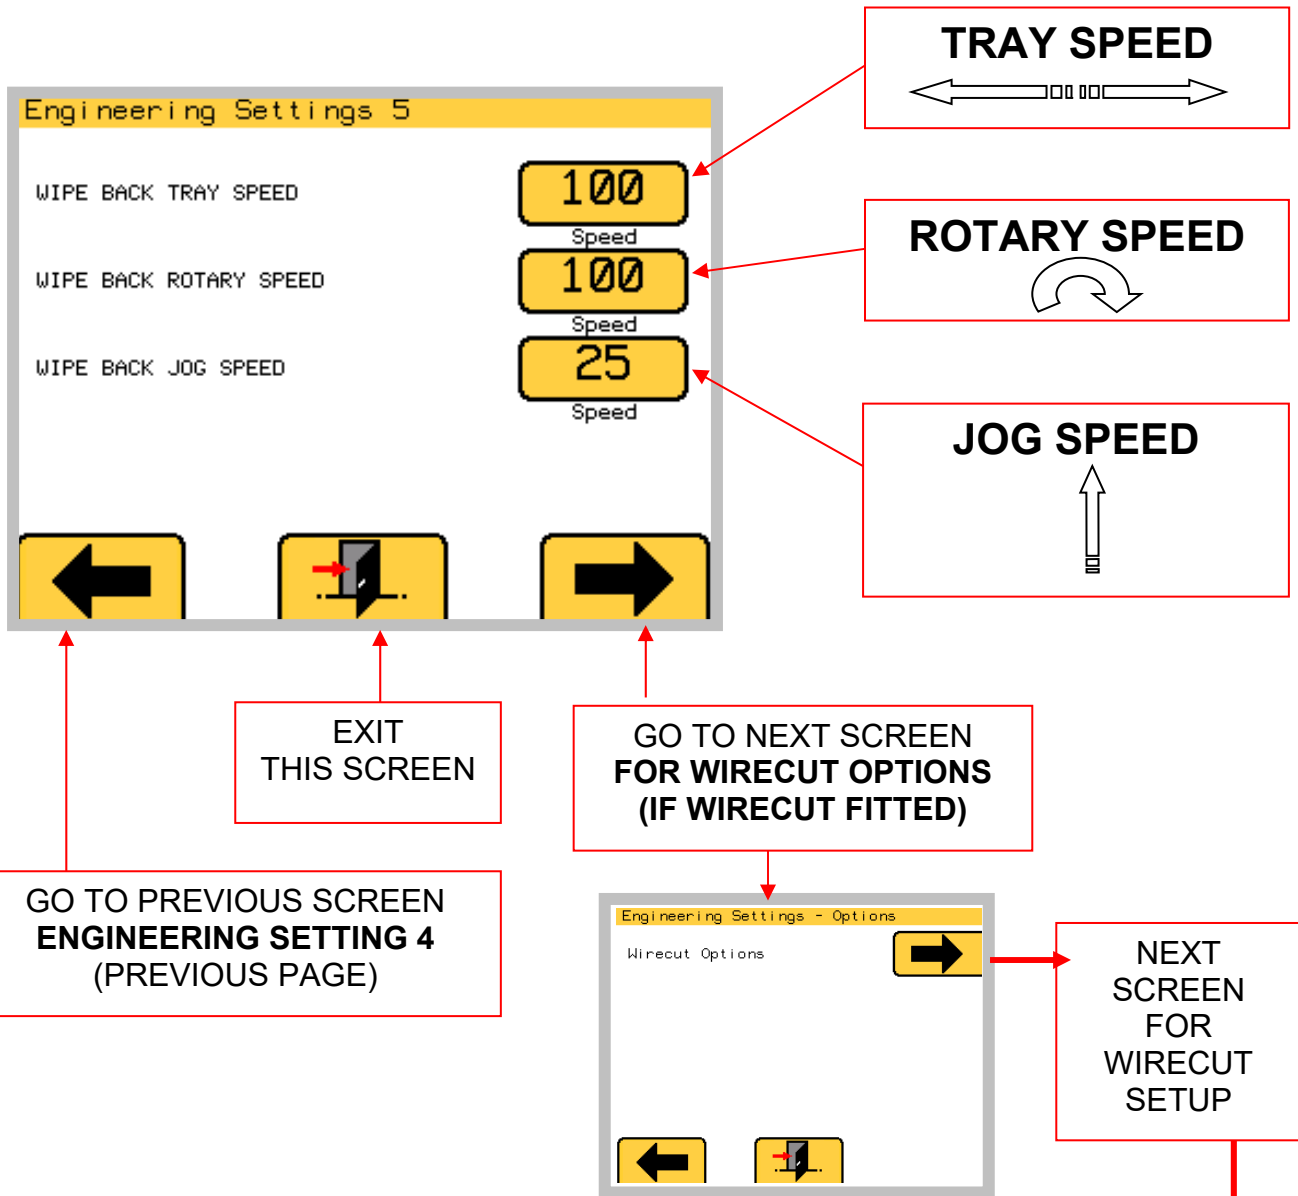 TRAY SPEED
Engineering Settings 5
WIPE BACK TRAY SPEED
100
Speed
ROTARY SPEED
WIPE BACK ROTARY SPEED
100
Speed
WIPE BACK JOG SPEED
25
Speed
JOG SPEED
EXIT
THIS SCREEN
GO TO NEXT SCREEN
FOR WIRECUT OPTIONS
(IF WIRECUT FITTED)
GO TO PREVIOUS SCREEN
ENGINEERING SETTING 4
(PREVIOUS PAGE)
Engineering Settings - Options
Wirecut Options
NEXT
SCREEN
FOR
WIRECUT
SETUP